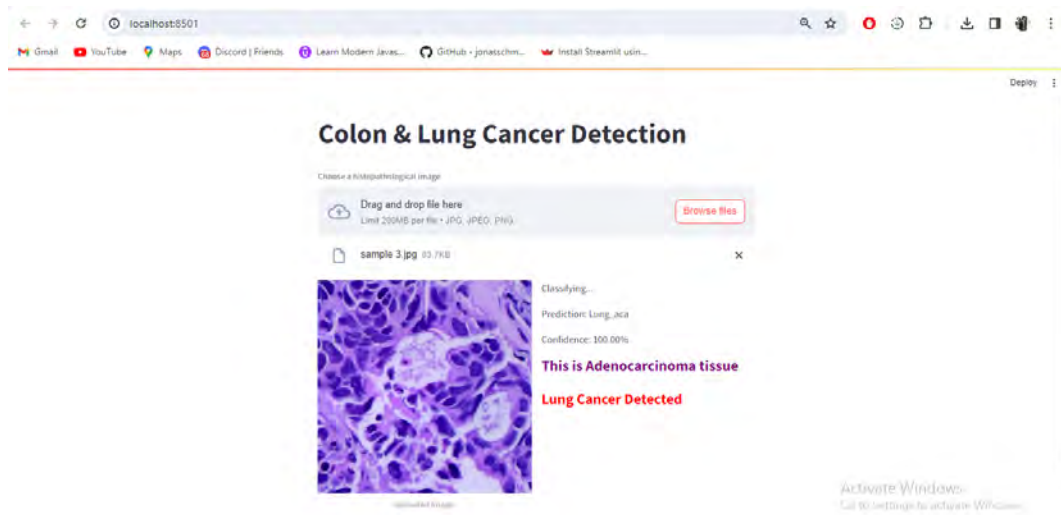 localhost:8501
Gmail YouTube Maps Discord | Friends Learn Modern Javas... GitHub - jonasschm... Install Streamlit usin...
Deploy
Colon & Lung Cancer Detection
Choose a histopathological image
Drag and drop file here
Limit 200MB per file • JPG, JPEG, PNG
Browse files
sample 3.jpg 83.7KB
Classifying...
Prediction: Lung_aca
Confidence: 100.00%
This is Adenocarcinoma tissue
Lung Cancer Detected
Uploaded Image
Activate Windows
Go to Settings to activate Windows.